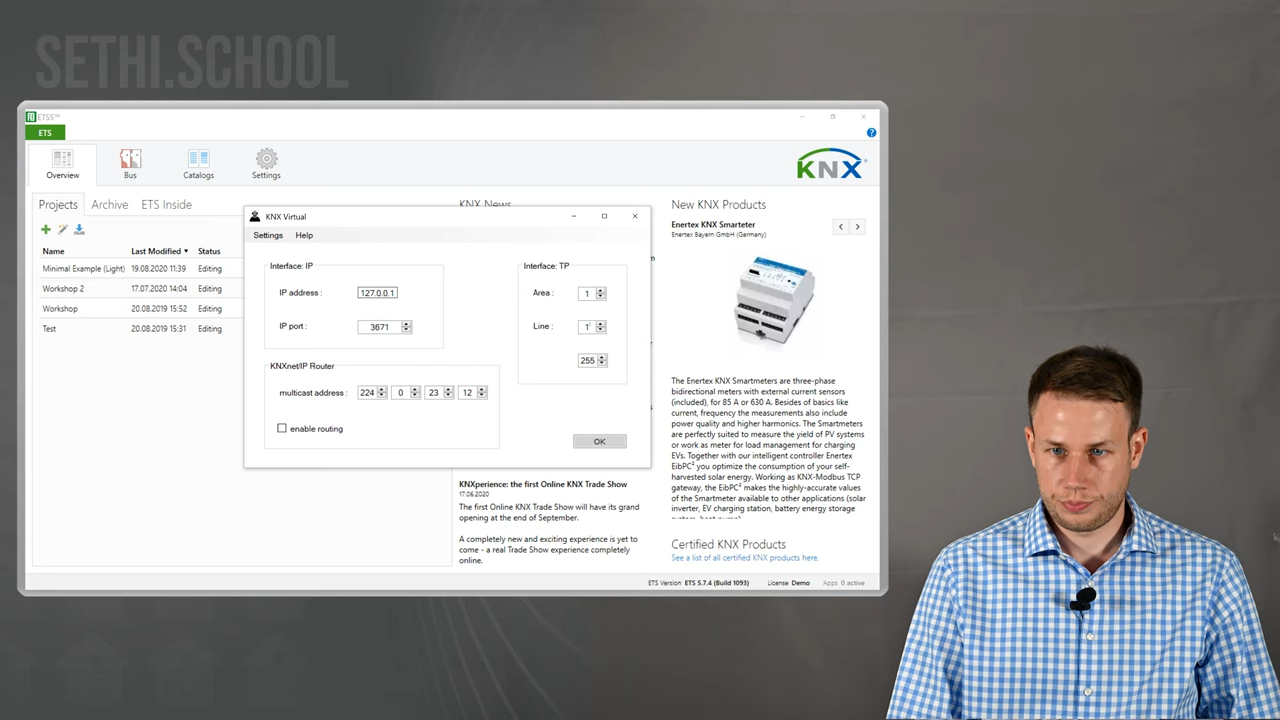 SETHI.SCHOOL
ETS5™
ETS
Overview
Bus
Catalogs
Settings
KNX
Projects Archive ETS Inside
Name Last Modified Status
Minimal Example (Light) 19.08.2020 11:39 Editing
Workshop 2 17.07.2020 14:04 Editing
Workshop 20.08.2019 15:52 Editing
Test 20.08.2019 15:31 Editing
KNX News
KNX Virtual
Settings Help
Interface: IP
IP address : 127.0.0.1
IP port : 3671
KNXnet/IP Router
multicast address : 224 0 23 12
enable routing
Interface: TP
Area : 1
Line : 1
255
OK
KNXperience: the first Online KNX Trade Show
17.06.2020
The first Online KNX Trade Show will have its grand
opening at the end of September.
A completely new and exciting experience is yet to
come - a real Trade Show experience completely
online.
New KNX Products
Enertex KNX Smarteter
Enertex Bayern GmbH (Germany)
The Enertex KNX Smartmeters are three-phase
bidirectional meters with external current sensors
(included), for 85 A or 630 A. Besides of basics like
current, frequency the measurements also include
power quality and higher harmonics. The Smartmeters
are perfectly suited to measure the yield of PV systems
or work as meter for load management for charging
EVs. Together with our intelligent controller Enertex
EibPC² you optimize the consumption of your self-
harvested solar energy. Working as KNX-Modbus TCP
gateway, the EibPC² makes the highly-accurate values
of the Smartmeter available to other applications (solar
inverter, EV charging station, battery energy storage
Certified KNX Products
See a list of all certified KNX products here.
ETS Version ETS 5.7.4 (Build 1093) License Demo Apps 0 active